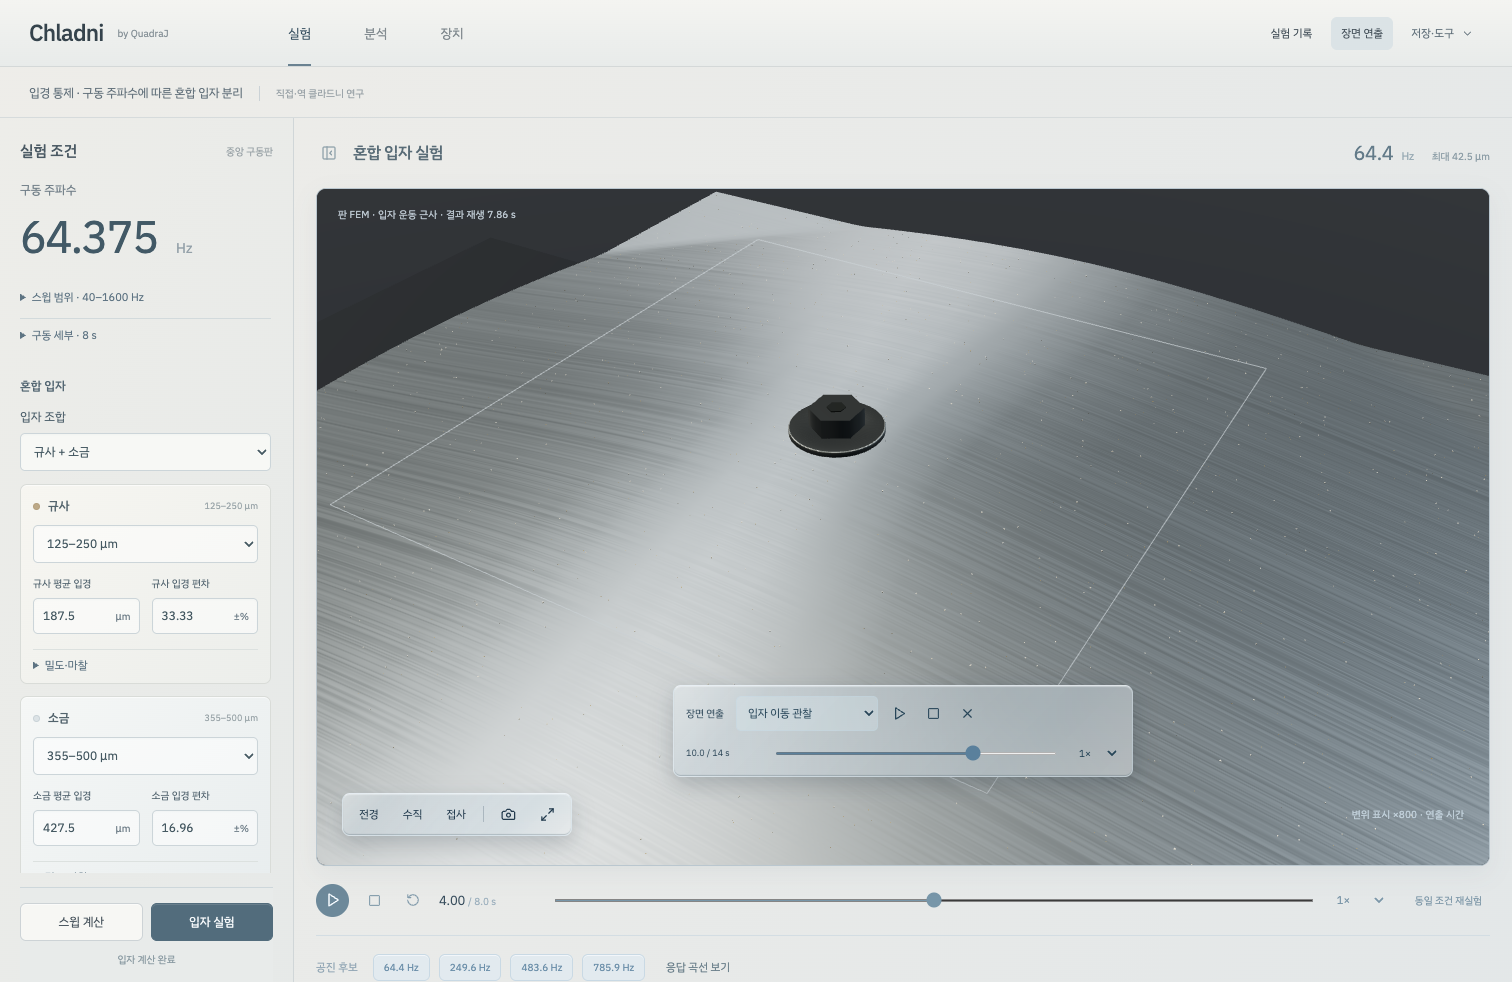 Chladni by QuadraJ
실험
분석
장치
실험 기록
장면 연출
저장·도구
입경 통제 · 구동 주파수에 따른 혼합 입자 분리
직접·역 클라드니 연구
실험 조건
중앙 구동판
구동 주파수
64.375 Hz
스윕 범위 · 40–1600 Hz
구동 세부 · 8 s
혼합 입자
입자 조합
규사 + 소금
규사
125–250 μm
125–250 μm
규사 평균 입경
규사 입경 편차
187.5 μm
33.33 ±%
밀도·마찰
소금
355–500 μm
355–500 μm
소금 평균 입경
소금 입경 편차
427.5 μm
16.96 ±%
스윕 계산
입자 실험
입자 계산 완료
혼합 입자 실험
64.4 Hz
최대 42.5 μm
판 FEM · 입자 운동 근사 · 결과 재생 7.86 s
장면 연출
입자 이동 관찰
10.0 / 14 s
1×
전경
수직
접사
변위 표시 ×800 · 연출 시간
4.00 / 8.0 s
1×
동일 조건 재실험
공진 후보
64.4 Hz
249.6 Hz
483.6 Hz
785.9 Hz
응답 곡선 보기